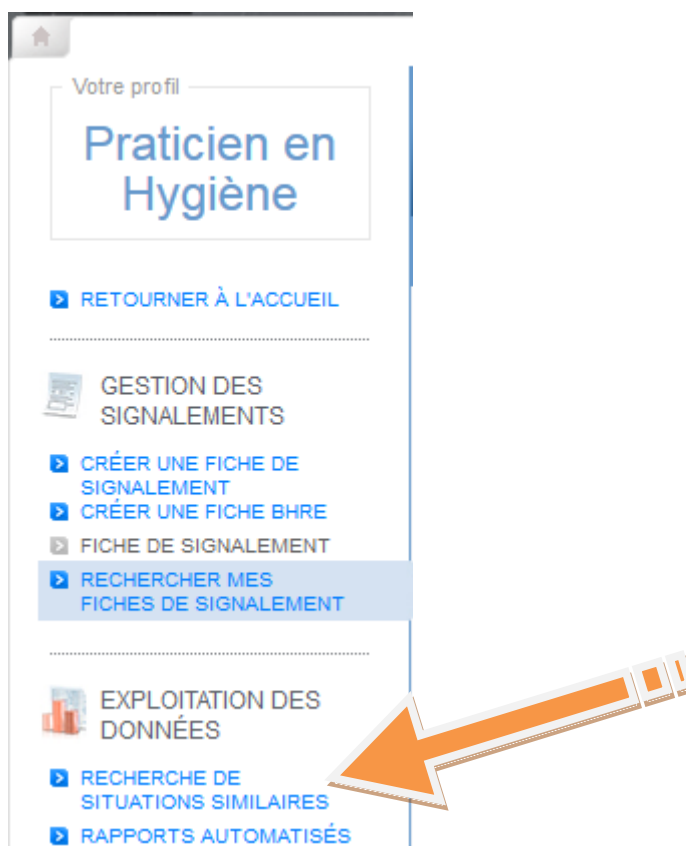 Votre profil
Praticien en
Hygiène
RETOURNER À L'ACCUEIL
GESTION DES
SIGNALEMENTS
CRÉER UNE FICHE DE
SIGNALEMENT
CRÉER UNE FICHE BHRE
FICHE DE SIGNALEMENT
RECHERCHER MES
FICHES DE SIGNALEMENT
EXPLOITATION DES
DONNÉES
RECHERCHE DE
SITUATIONS SIMILAIRES
RAPPORTS AUTOMATISÉS